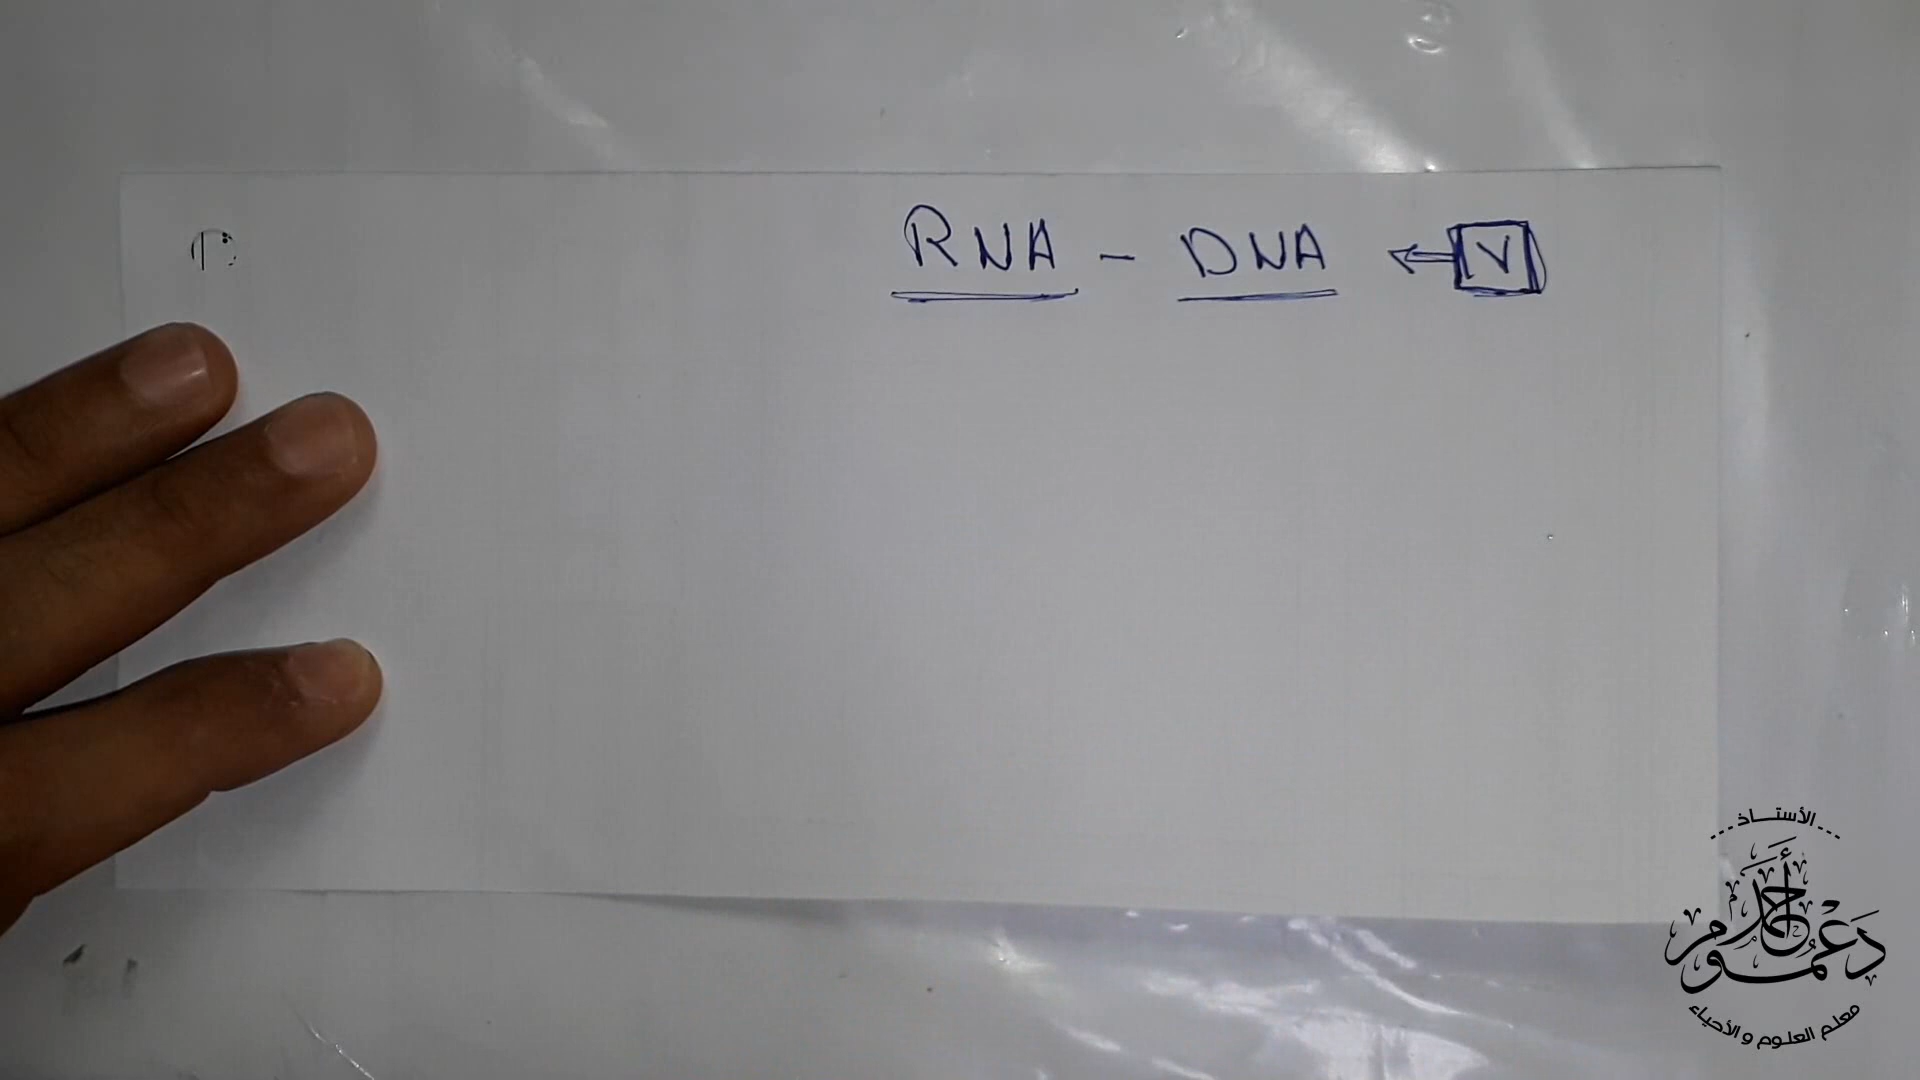 ٧ ← DNA - RNA
الأستاذ
أحمد دعموم
معلم العلوم و الأحياء